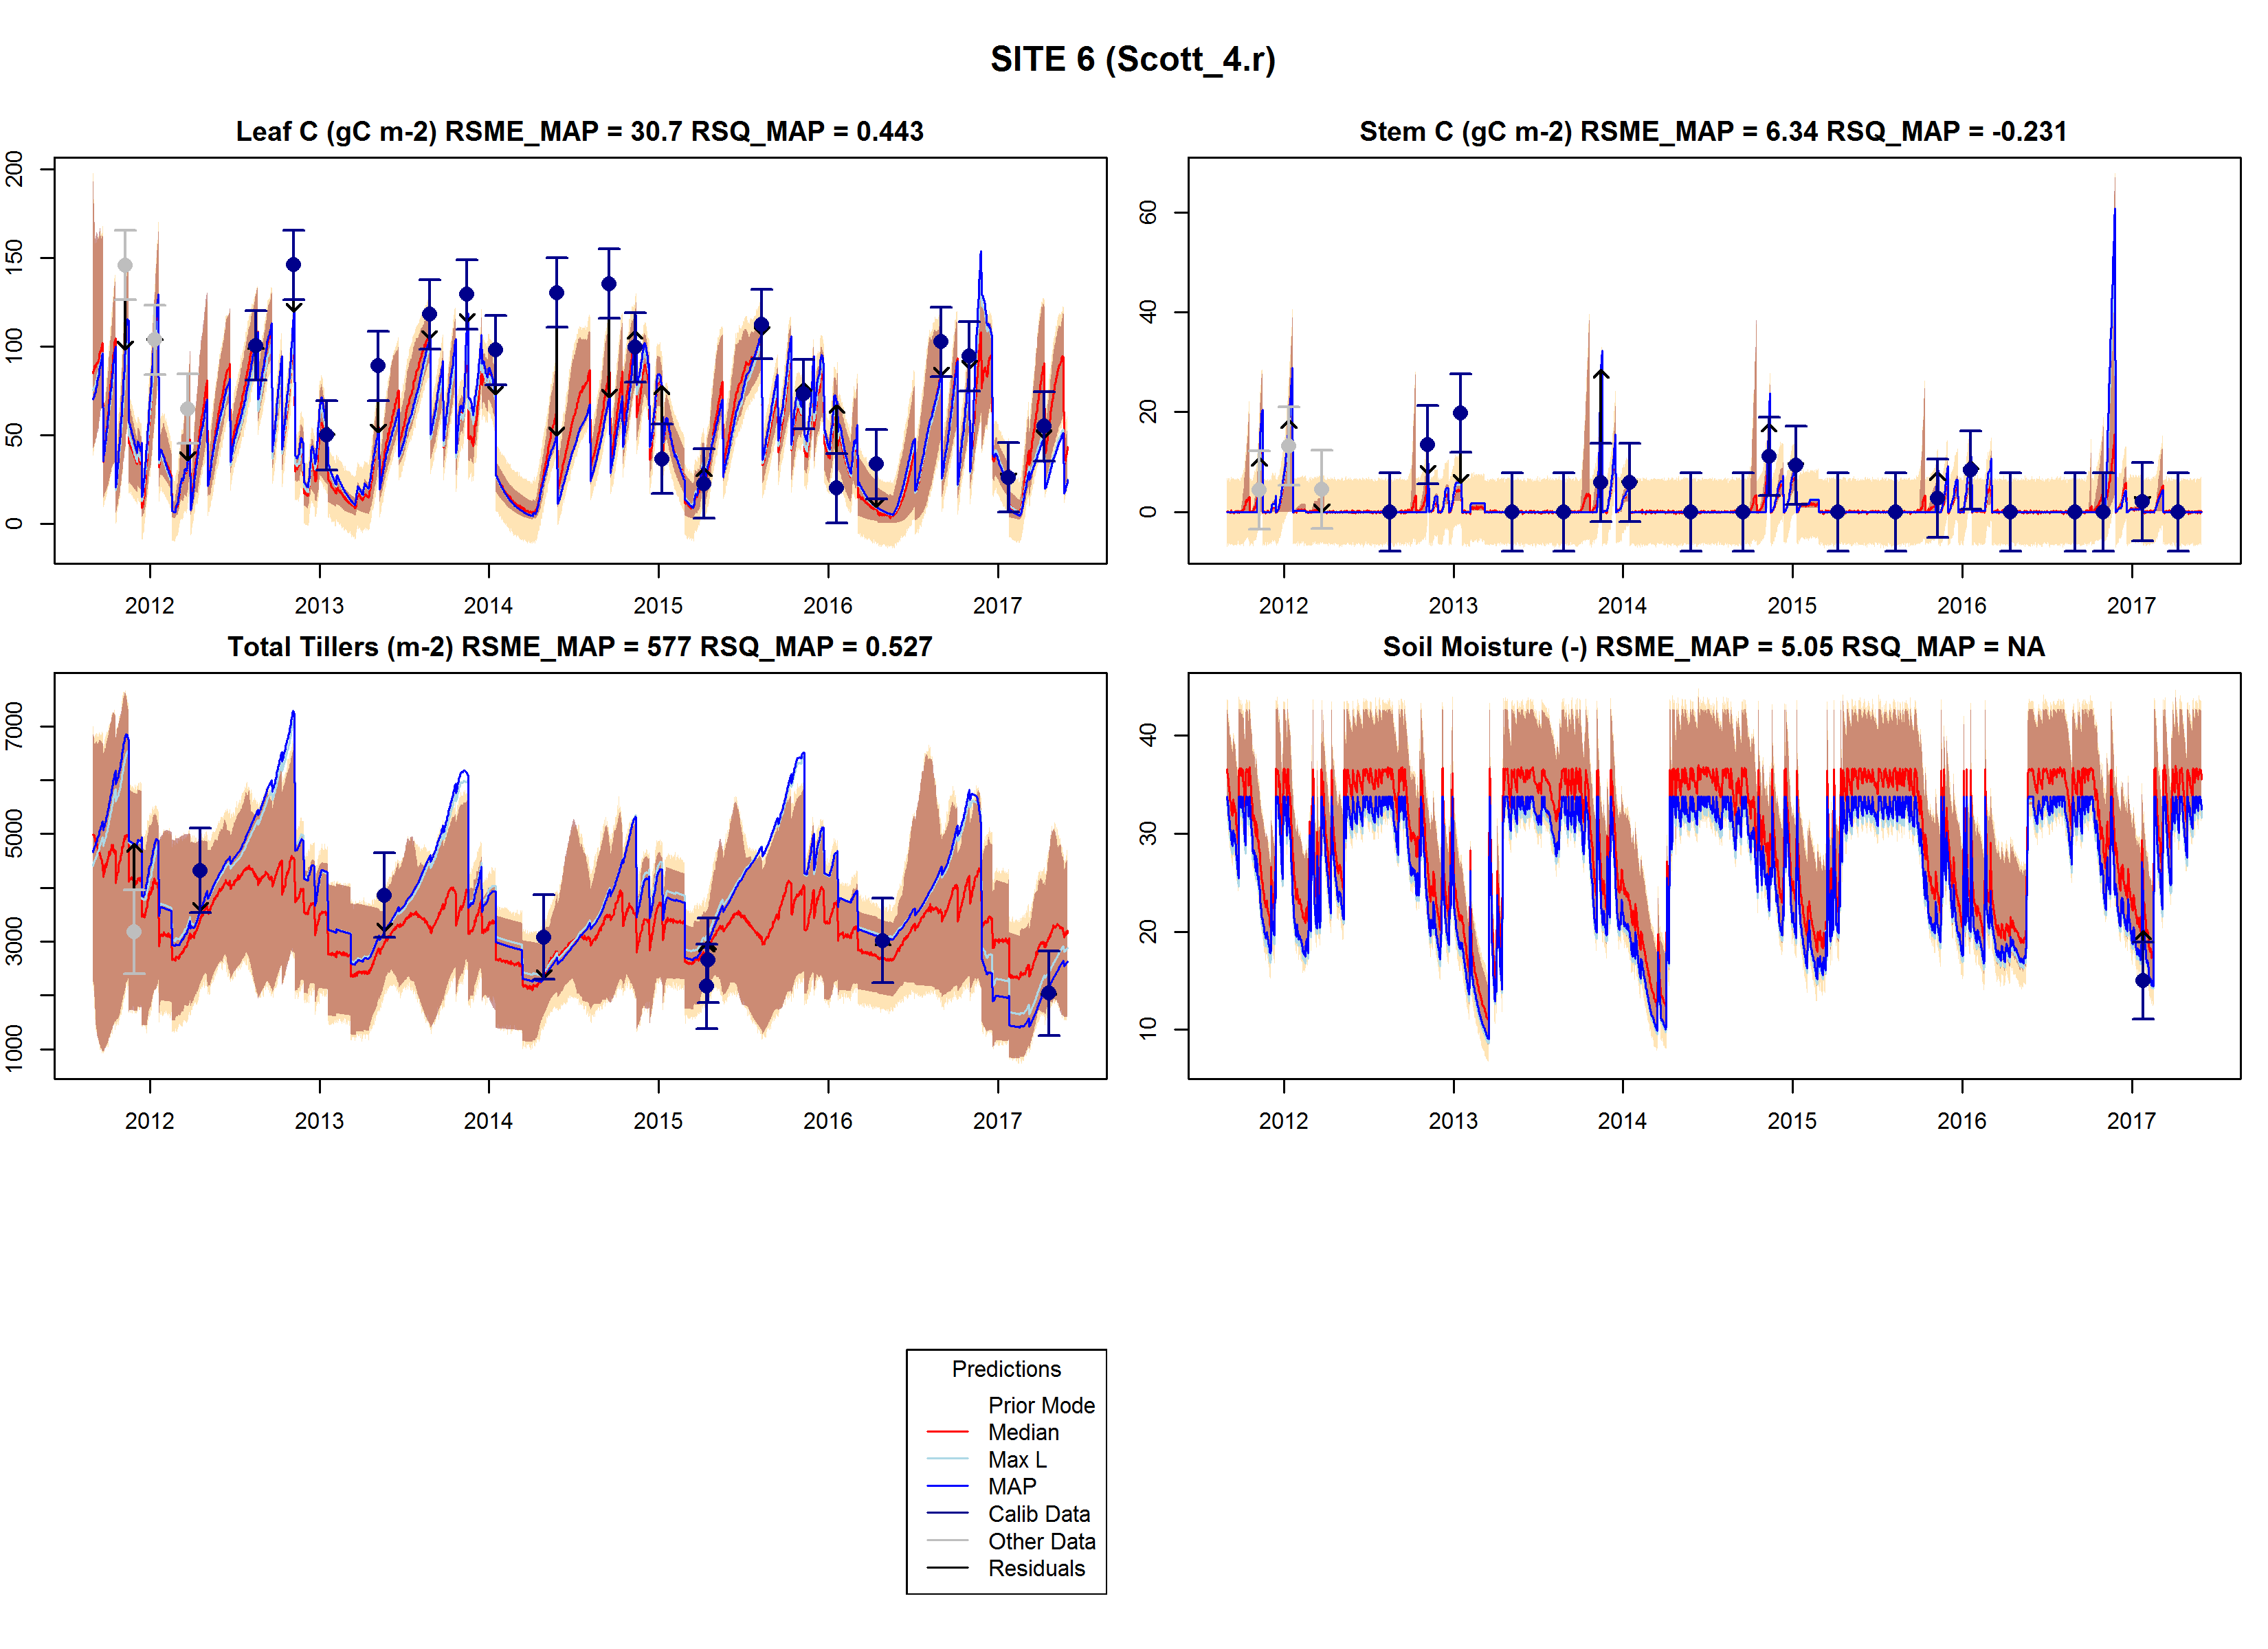 SITE 6 (Scott_4.r)
Leaf C (gC m-2) RSME_MAP = 30.7 RSQ_MAP = 0.443
200
150
100
50
0
2012 2013 2014 2015 2016 2017
Stem C (gC m-2) RSME_MAP = 6.34 RSQ_MAP = -0.231
60
40
20
0
2012 2013 2014 2015 2016 2017
Total Tillers (m-2) RSME_MAP = 577 RSQ_MAP = 0.527
7000
5000
3000
1000
2012 2013 2014 2015 2016 2017
Soil Moisture (-) RSME_MAP = 5.05 RSQ_MAP = NA
40
30
20
10
2012 2013 2014 2015 2016 2017
Predictions
Prior Mode
Median
Max L
MAP
Calib Data
Other Data
Residuals